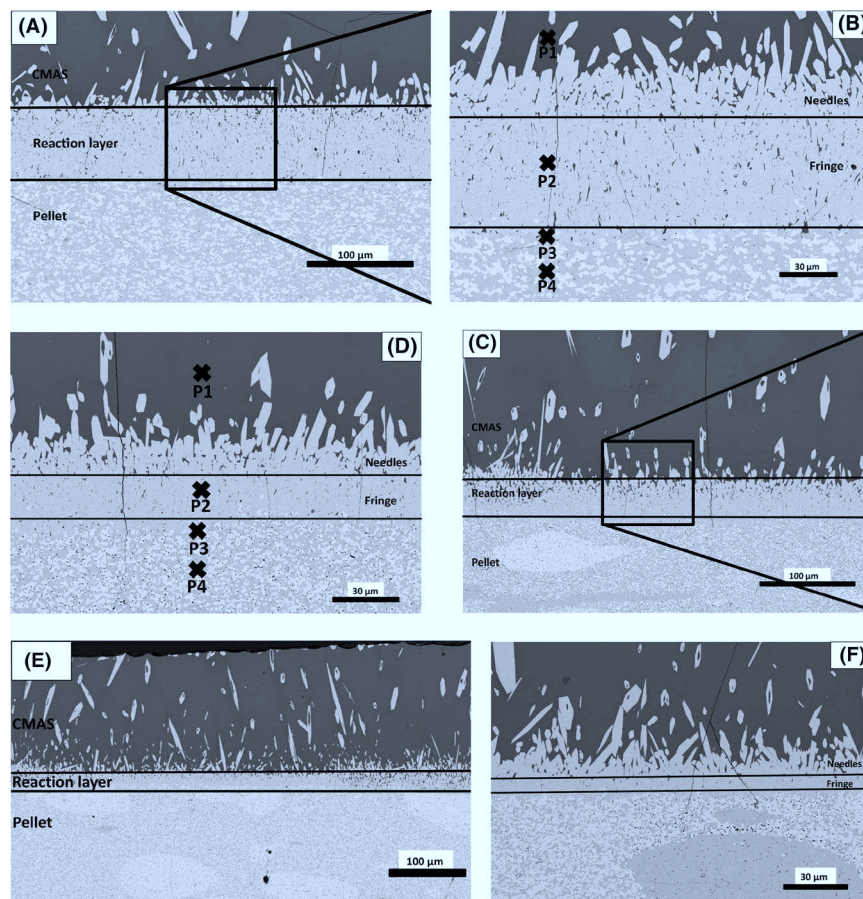 (A)
CMAS
Reaction layer
Pellet
100 μm
(B)
P1
Needles
Fringe
P2
P3
P4
30 μm
(D)
P1
Needles
Fringe
P2
P3
P4
30 μm
(C)
CMAS
Reaction layer
Pellet
100 μm
(E)
CMAS
Reaction layer
Pellet
100 μm
(F)
Needles
Fringe
30 μm